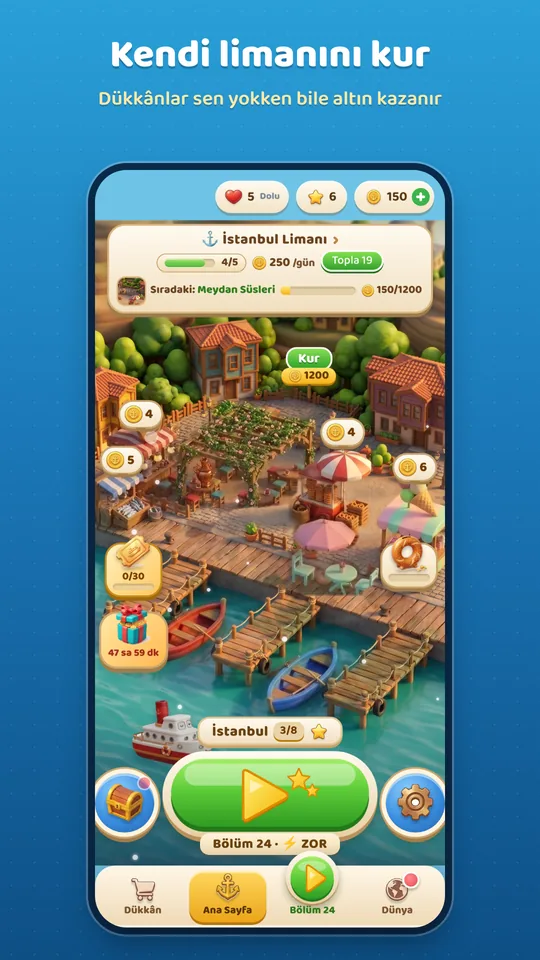 Kendi limanını kur
Dükkânlar sen yokken bile altın kazanır
5 Dolu
6
150
İstanbul Limanı ›
4/5
250 /gün
Topla 19
Sıradaki: Meydan Süsleri
150/1200
Kur
1200
4
4
5
6
0/30
47 sa 59 dk
İstanbul 3/8
Bölüm 24 · ⚡ ZOR
Dükkân
Ana Sayfa
Bölüm 24
Dünya